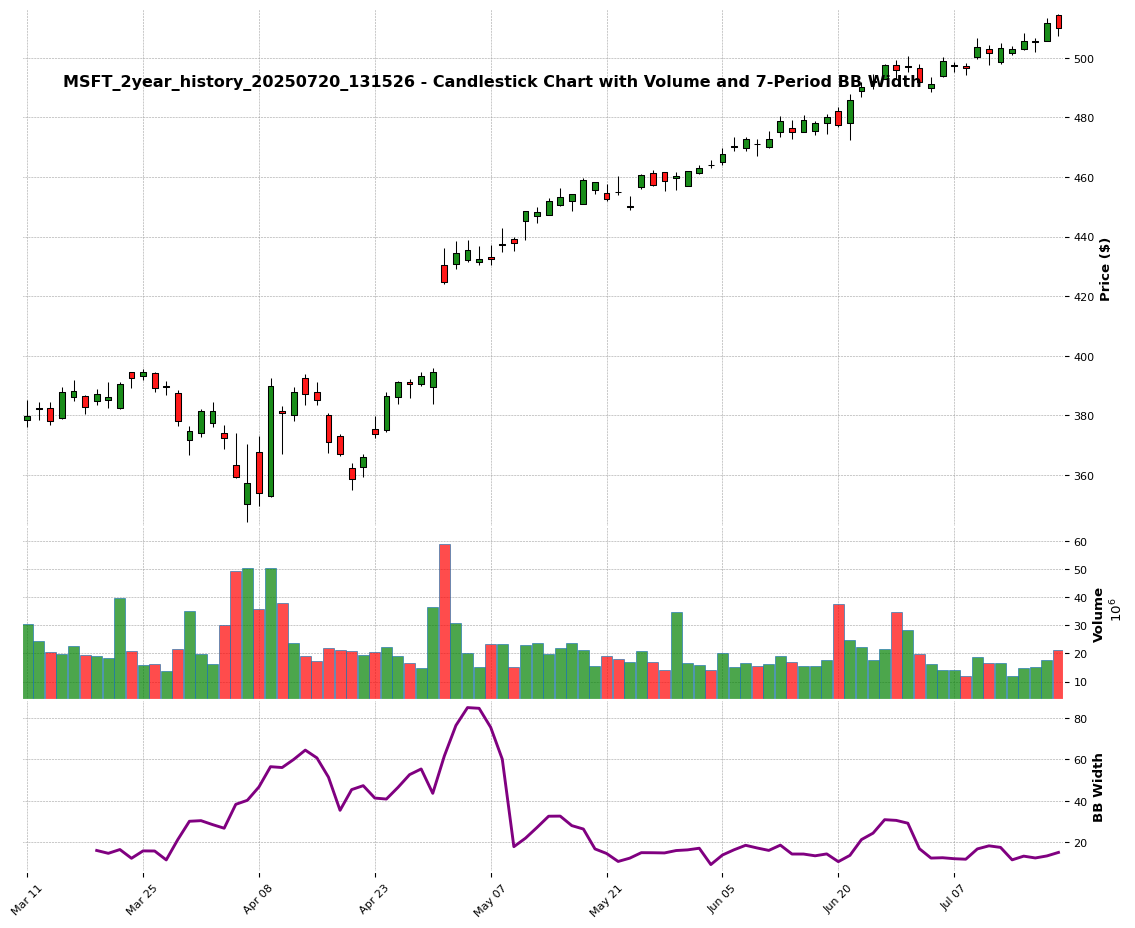 MSFT_2year_history_20250720_131526 - Candlestick Chart with Volume and 7-Period BB Width
500
480
460
440
420
400
380
360
Price ($)
60
50
40
30
20
10
Volume
10^6
80
60
40
20
BB Width
Mar 11
Mar 25
Apr 08
Apr 23
May 07
May 21
Jun 05
Jun 20
Jul 07